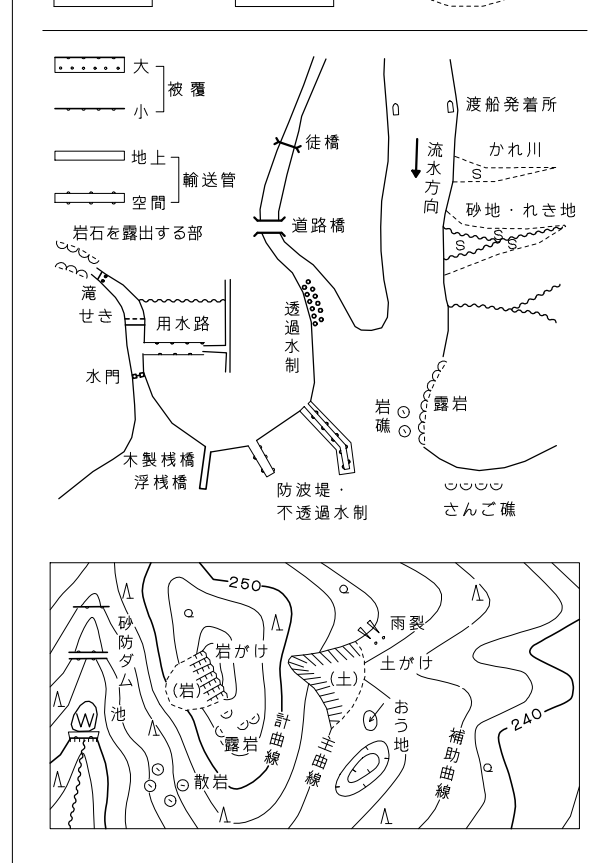 大
被覆
小
地上
輸送管
空間
岩石を露出する部
滝
せき
用水路
水門
木製桟橋
浮桟橋
徒橋
道路橋
透過水制
防波堤・
不透過水制
渡船発着所
流水方向
かれ川
S
砂地・れき地
S
S
S
露岩
岩礁
さんご礁
250
砂防ダム
池
W
岩がけ
(岩)
露岩
散岩
計曲線
主曲線
雨裂
土がけ
(土)
おう地
補助曲線
240